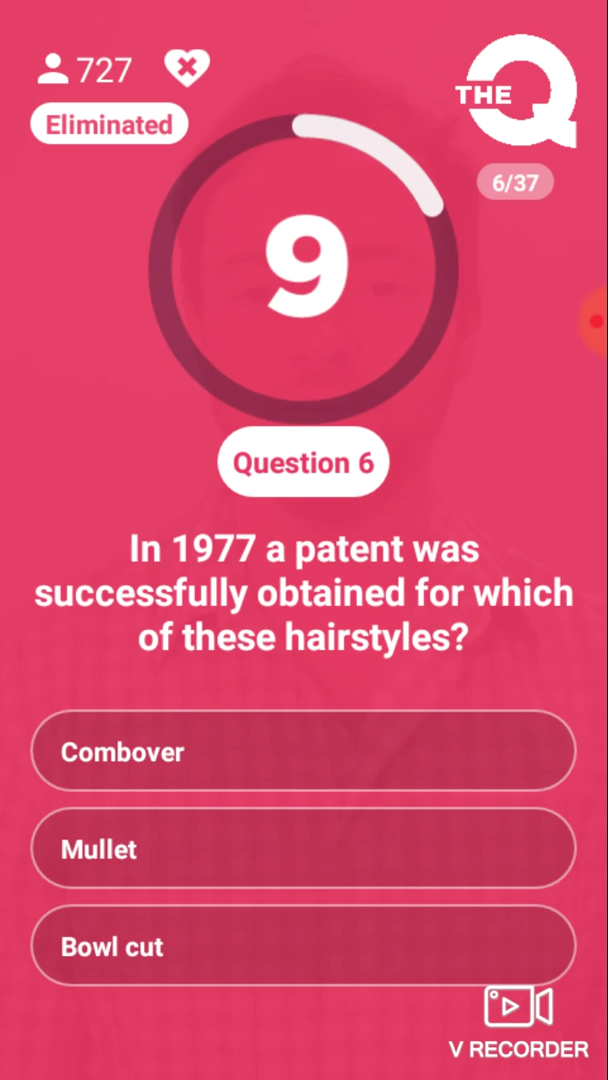 727
THE Q
Eliminated
6/37
9
Question 6
In 1977 a patent was
successfully obtained for which
of these hairstyles?
Combover
Mullet
Bowl cut
V RECORDER